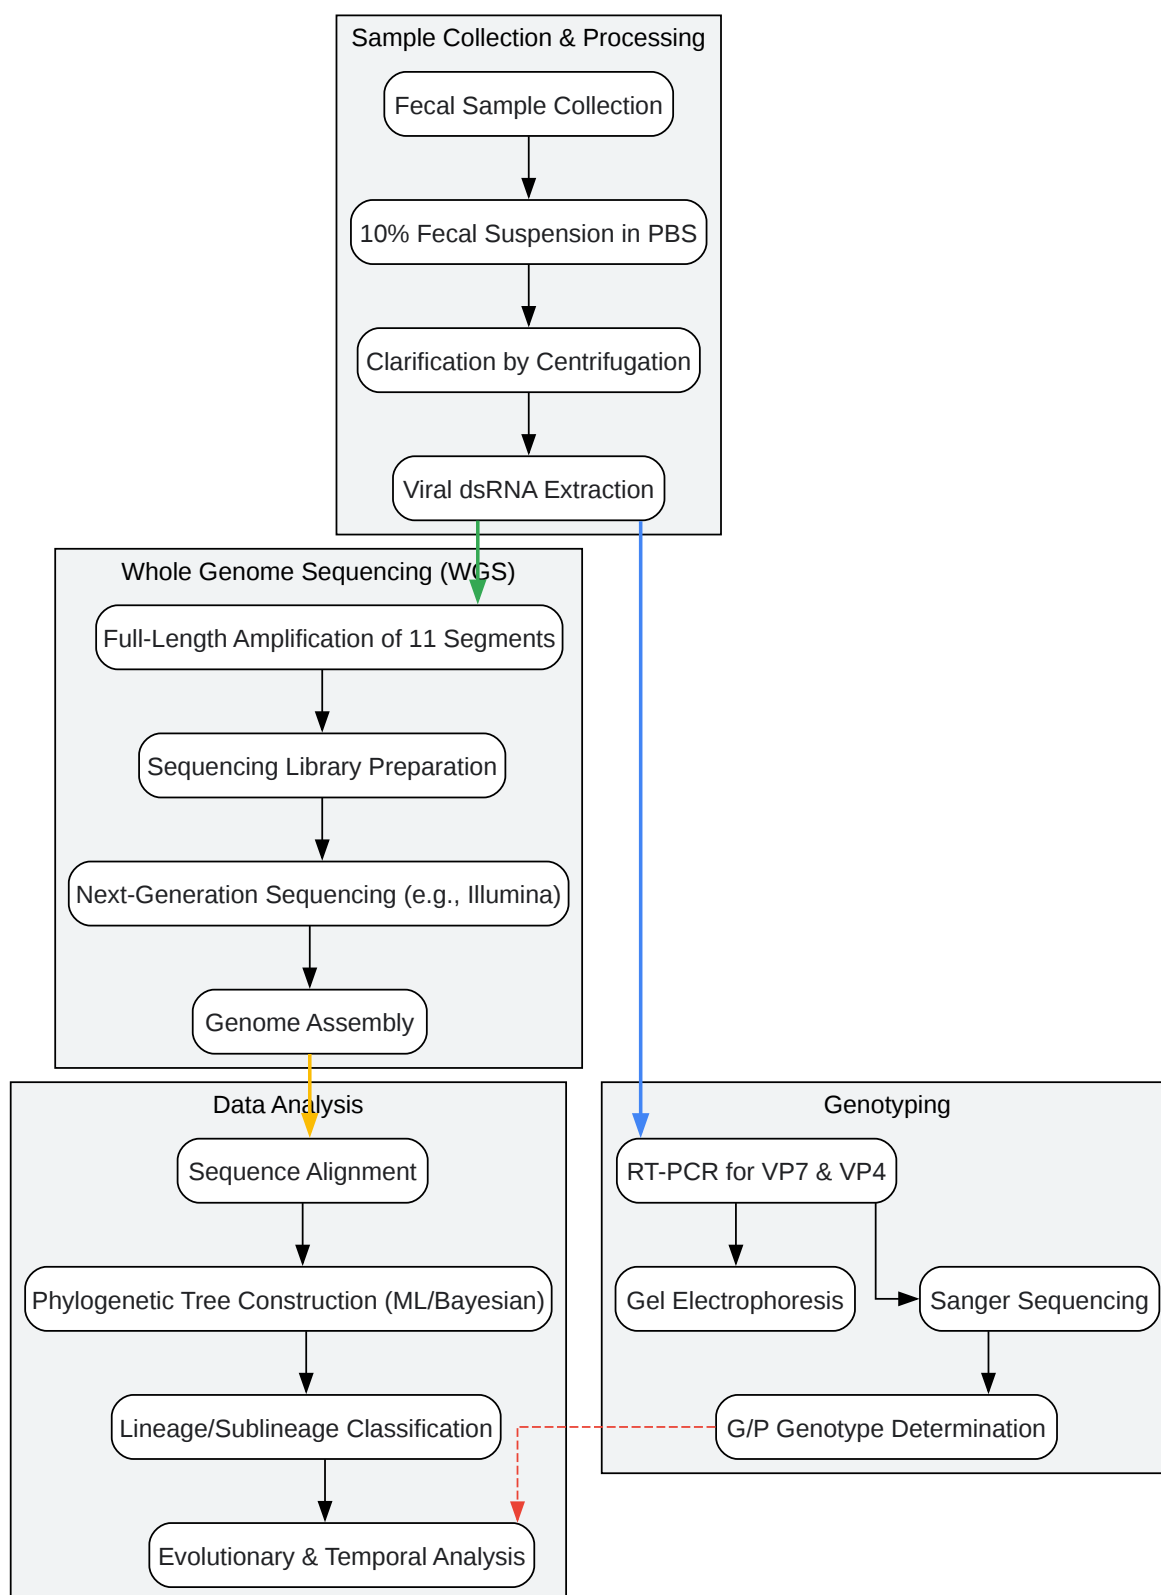 Sample Collection & Processing
Fecal Sample Collection
10% Fecal Suspension in PBS
Clarification by Centrifugation
Viral dsRNA Extraction
Whole Genome Sequencing (WGS)
Full-Length Amplification of 11 Segments
Sequencing Library Preparation
Next-Generation Sequencing (e.g., Illumina)
Genome Assembly
Data Analysis
Sequence Alignment
Phylogenetic Tree Construction (ML/Bayesian)
Lineage/Sublineage Classification
Evolutionary & Temporal Analysis
Genotyping
RT-PCR for VP7 & VP4
Gel Electrophoresis
Sanger Sequencing
G/P Genotype Determination